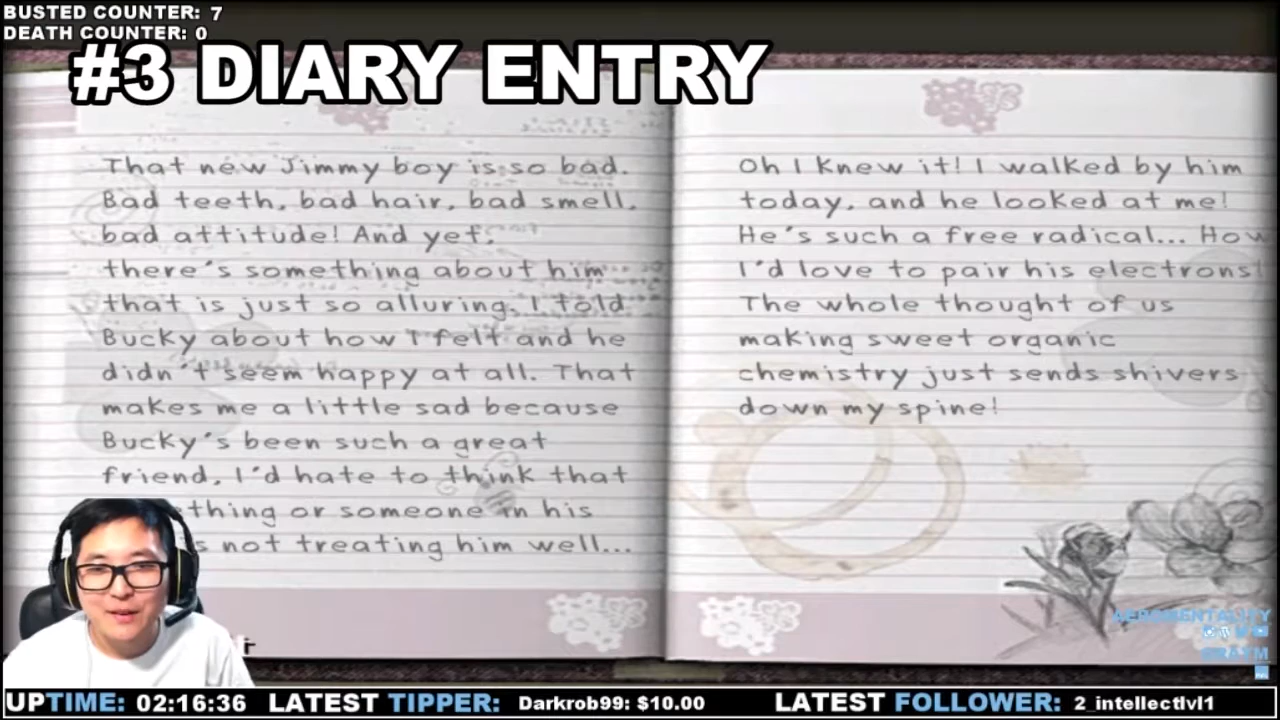 BUSTED COUNTER: 7
DEATH COUNTER: 0
#3 DIARY ENTRY
That new Jimmy boy is so bad.
Bad teeth, bad hair, bad smell,
bad attitude! And yet,
there's something about him
that is just so alluring. I told
Bucky about how I felt and he
didn't seem happy at all. That
makes me a little sad because
Bucky's been such a great
friend, I'd hate to think that
thing or someone in his
not treating him well...
Oh I knew it! I walked by him
today, and he looked at me!
He's such a free radical... How
I'd love to pair his electrons!
The whole thought of us
making sweet organic
chemistry just sends shivers
down my spine!
AEROMENTALITY
UPTIME: 02:16:36 LATEST TIPPER: Darkrob99: $10.00 LATEST FOLLOWER: 2_intellectlvl1